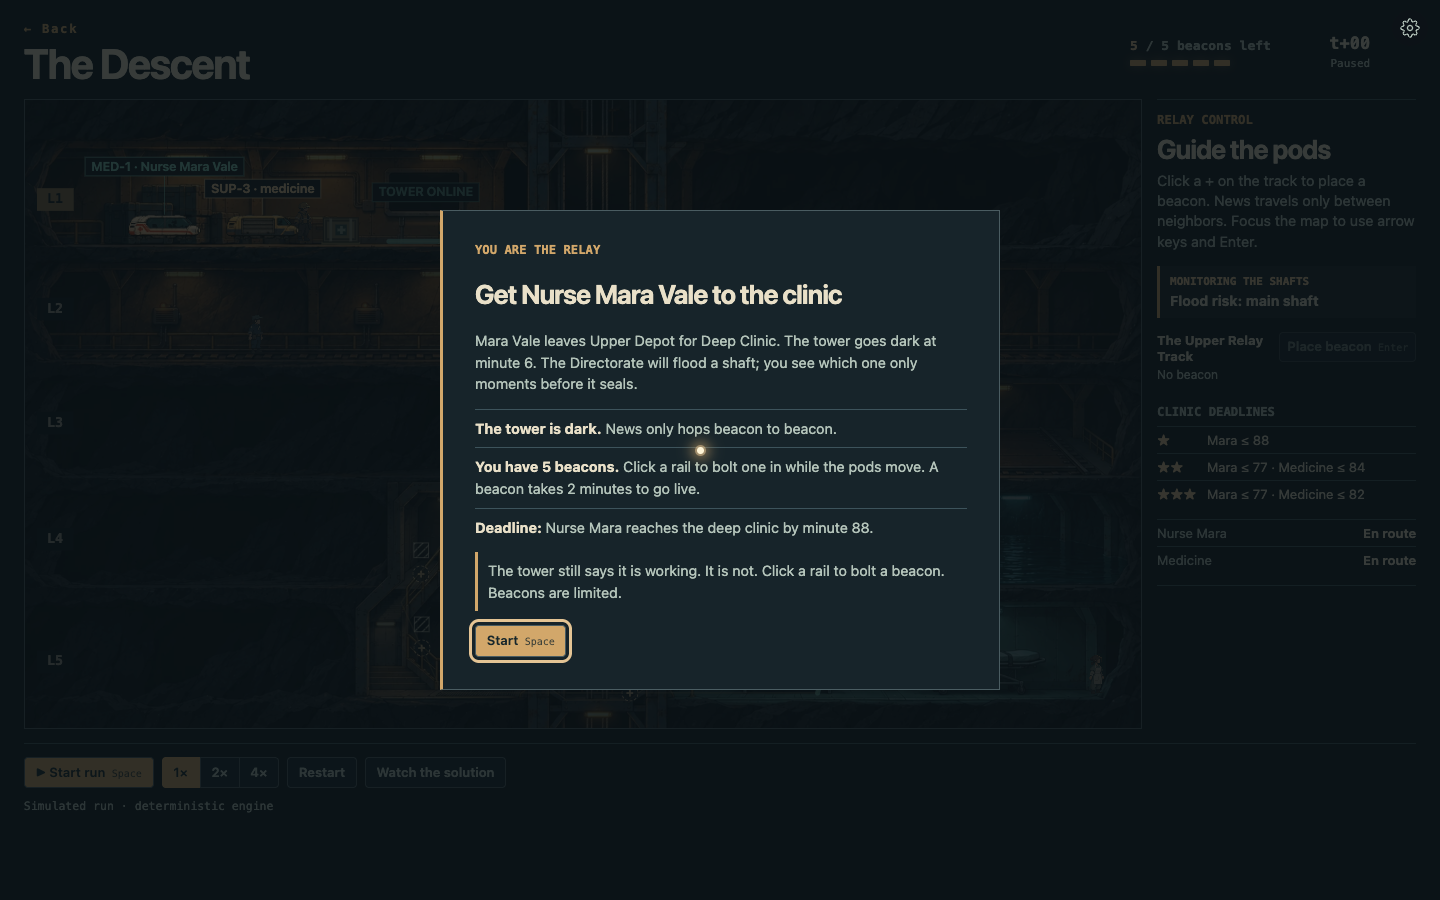 ← Back
The Descent
5 / 5 beacons left
t+00
Paused
MED-1 · Nurse Mara Vale
SUP-3 · medicine
TOWER ONLINE
L1
L2
L3
L4
L5
YOU ARE THE RELAY
Get Nurse Mara Vale to the clinic
Mara Vale leaves Upper Depot for Deep Clinic. The tower goes dark at
minute 6. The Directorate will flood a shaft; you see which one only
moments before it seals.
The tower is dark. News only hops beacon to beacon.
You have 5 beacons. Click a rail to bolt one in while the pods move. A
beacon takes 2 minutes to go live.
Deadline: Nurse Mara reaches the deep clinic by minute 88.
The tower still says it is working. It is not. Click a rail to bolt a beacon.
Beacons are limited.
Start Space
RELAY CONTROL
Guide the pods
Click a + on the track to place a
beacon. News travels only between
neighbors. Focus the map to use arrow
keys and Enter.
MONITORING THE SHAFTS
Flood risk: main shaft
The Upper Relay
Track
No beacon
Place beacon Enter
CLINIC DEADLINES
★ Mara ≤ 88
★★ Mara ≤ 77 · Medicine ≤ 84
★★★ Mara ≤ 77 · Medicine ≤ 82
Nurse Mara En route
Medicine En route
▶ Start run Space
1×
2×
4×
Restart
Watch the solution
Simulated run · deterministic engine